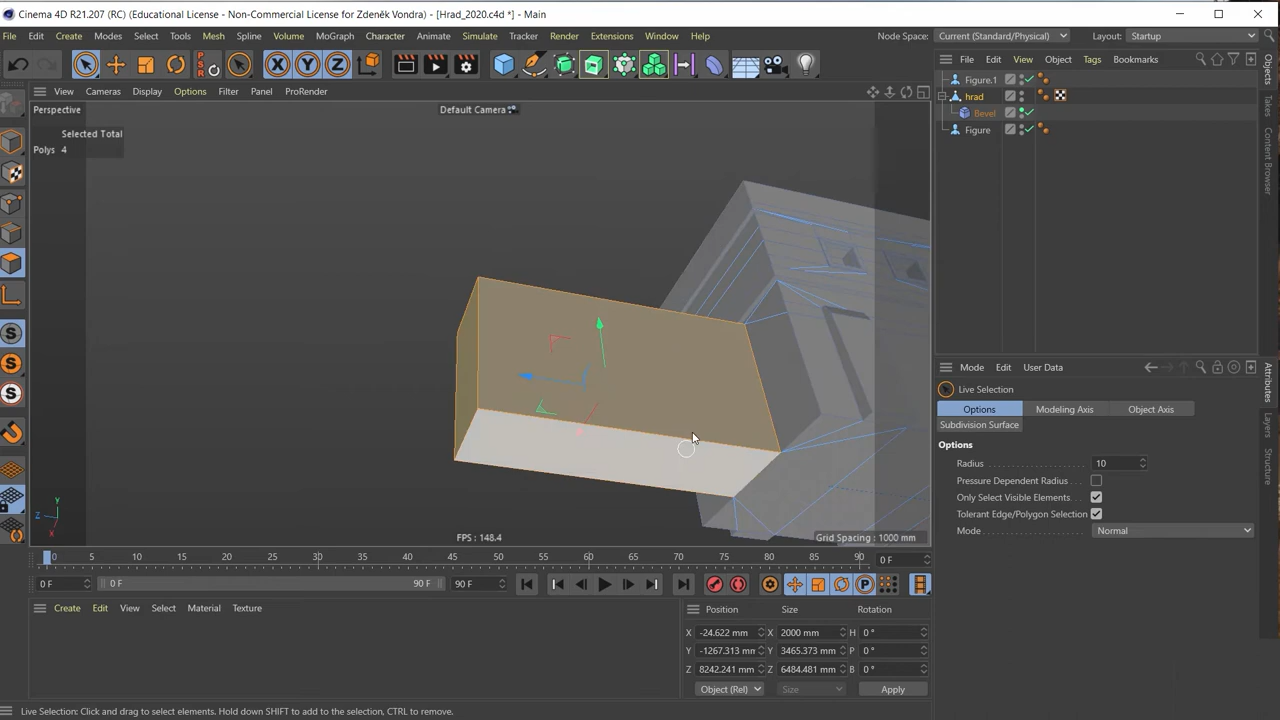 Cinema 4D R21.207 (RC) (Educational License - Non-Commercial License for Zdeněk Vondra) - [Hrad_2020.c4d *] - Main
File Edit Create Modes Select Tools Mesh Spline Volume MoGraph Character Animate Simulate Tracker Render Extensions Window Help Node Space: Current (Standard/Physical) Layout: Startup
X Y Z PSR
File Edit View Object Tags Bookmarks
View Cameras Display Options Filter Panel ProRender
Perspective
Default Camera
Selected Total
Polys 4
Figure.1
hrad
Bevel
Figure
Objects
Takes
Content Browser
Mode Edit User Data
Live Selection
Options Modeling Axis Object Axis
Subdivision Surface
Options
Radius 10
Pressure Dependent Radius
Only Select Visible Elements
Tolerant Edge/Polygon Selection
Mode Normal
Attributes
Layers
Structure
S
S
S
Y
Z
X
FPS : 148.4
Grid Spacing : 1000 mm
0 5 10 15 20 25 30 35 40 45 50 55 60 65 70 75 80 85 90 0 F
0 F 0 F 90 F 90 F
P
Create Edit View Select Material Texture
Position Size Rotation
X -24.622 mm X 2000 mm H 0 °
Y -1267.313 mm Y 3465.373 mm P 0 °
Z 8242.241 mm Z 6484.481 mm B 0 °
Object (Rel) Size Apply
Live Selection: Click and drag to select elements. Hold down SHIFT to add to the selection, CTRL to remove.